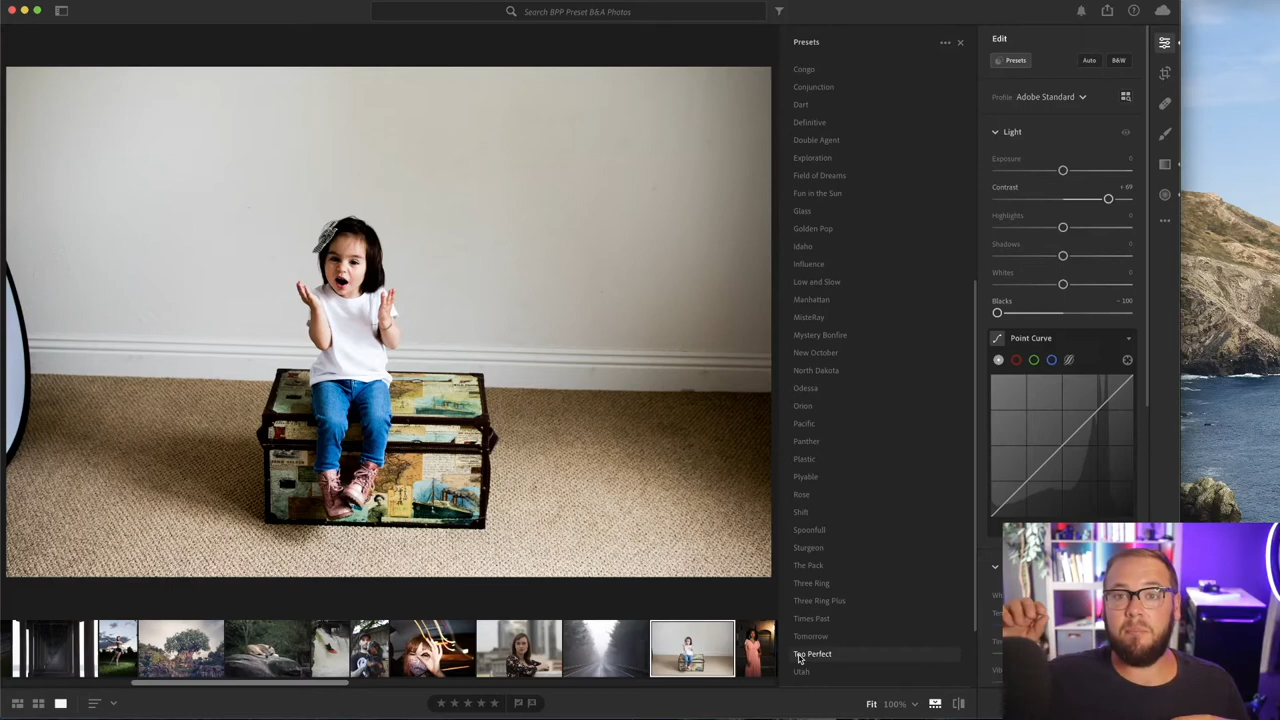 Search BPP Preset B&A Photos
Presets
Congo
Conjunction
Dart
Definitive
Double Agent
Exploration
Field of Dreams
Fun in the Sun
Glass
Golden Pop
Idaho
Influence
Low and Slow
Manhattan
MisteRay
Mystery Bonfire
New October
North Dakota
Odessa
Orion
Pacific
Panther
Plastic
Plyable
Rose
Shift
Spoonfull
Sturgeon
The Pack
Three Ring
Three Ring Plus
Times Past
Tomorrow
Too Perfect
Utah
Edit
Presets
Auto
B&W
Profile Adobe Standard
Light
Exposure 0
Contrast + 69
Highlights 0
Shadows 0
Whites 0
Blacks - 100
Point Curve
Fit 100%